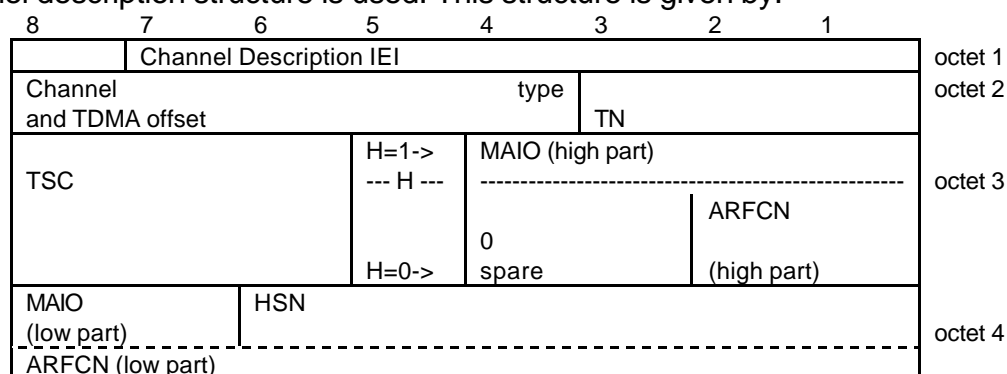 nel description structure is used. This structure is given by:
8 7 6 5 4 3 2 1
Channel Description IEI octet 1
Channel type octet 2
and TDMA offset TN
H=1-> MAIO (high part)
TSC --- H --- ----------------------------------------------------- octet 3
ARFCN
0
H=0-> spare (high part)
MAIO HSN
(low part) octet 4
ARFCN (low part)